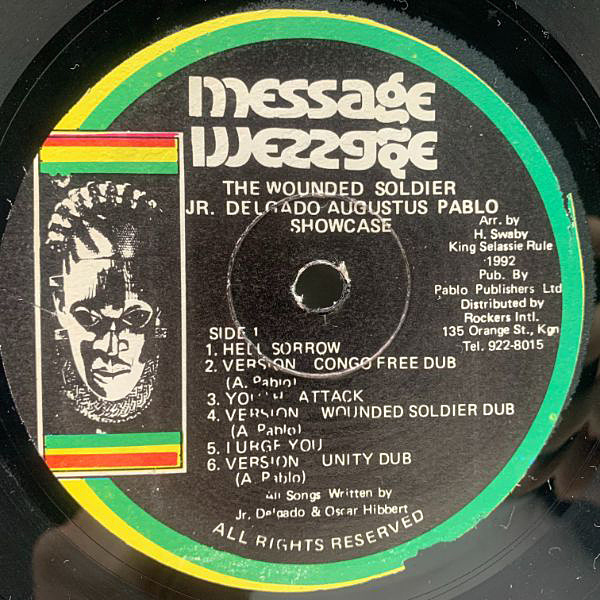 message
message
THE WOUNDED SOLDIER
JR. DELGADO AUGUSTUS PABLO
SHOWCASE
Arr. by
H. Swaby
King Selassie Rule
1992
Pub. By
Pablo Publishers Ltd
Distributed by
Rockers Intl.
135 Orange St., Kgn
Tel. 922-8015
SIDE 1
1. HELL SORROW
2. VERSION CONGO FREE DUB
(A. Pablo)
3. YOUTH ATTACK
4. VERSION WOUNDED SOLDIER DUB
(A. Pablo)
5. I URGE YOU
6. VERSION UNITY DUB
(A. Pablo)
All Songs Written by
Jr. Delgado & Oscar Hibbert
ALL RIGHTS RESERVED